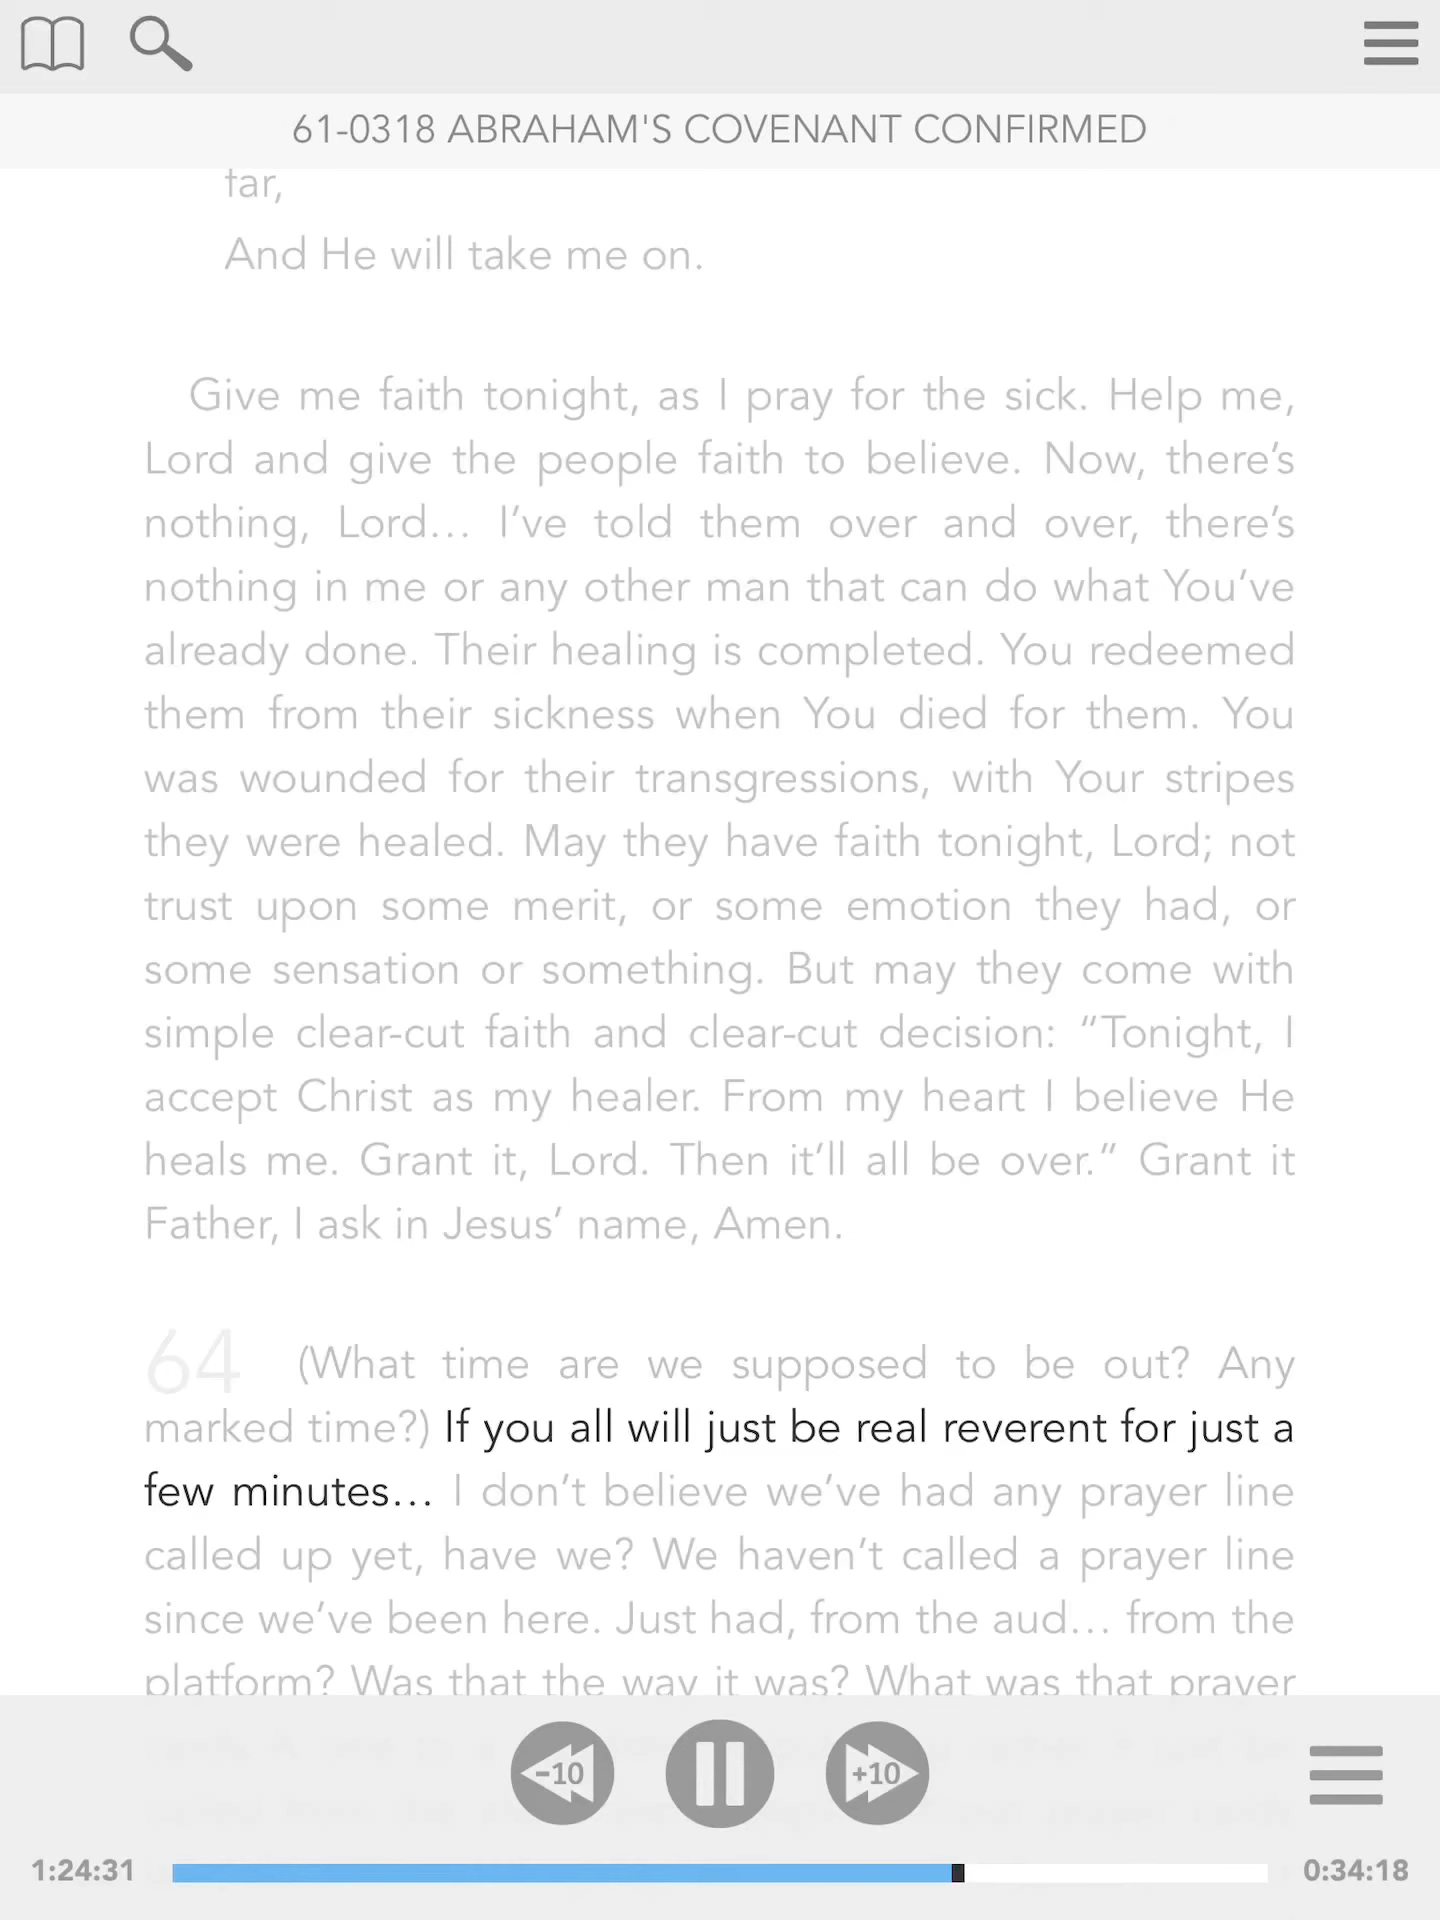 61-0318 ABRAHAM'S COVENANT CONFIRMED
far,
And He will take me on.
Give me faith tonight, as I pray for the sick. Help me,
Lord and give the people faith to believe. Now, there’s
nothing, Lord… I’ve told them over and over, there’s
nothing in me or any other man that can do what You’ve
already done. Their healing is completed. You redeemed
them from their sickness when You died for them. You
was wounded for their transgressions, with Your stripes
they were healed. May they have faith tonight, Lord; not
trust upon some merit, or some emotion they had, or
some sensation or something. But may they come with
simple clear-cut faith and clear-cut decision: “Tonight, I
accept Christ as my healer. From my heart I believe He
heals me. Grant it, Lord. Then it’ll all be over.” Grant it
Father, I ask in Jesus’ name, Amen.
64 (What time are we supposed to be out? Any
marked time?) If you all will just be real reverent for just a
few minutes… I don’t believe we’ve had any prayer line
called up yet, have we? We haven’t called a prayer line
since we’ve been here. Just had, from the aud… from the
platform? Was that the way it was? What was that prayer
-10 +10
1:24:31 0:34:18